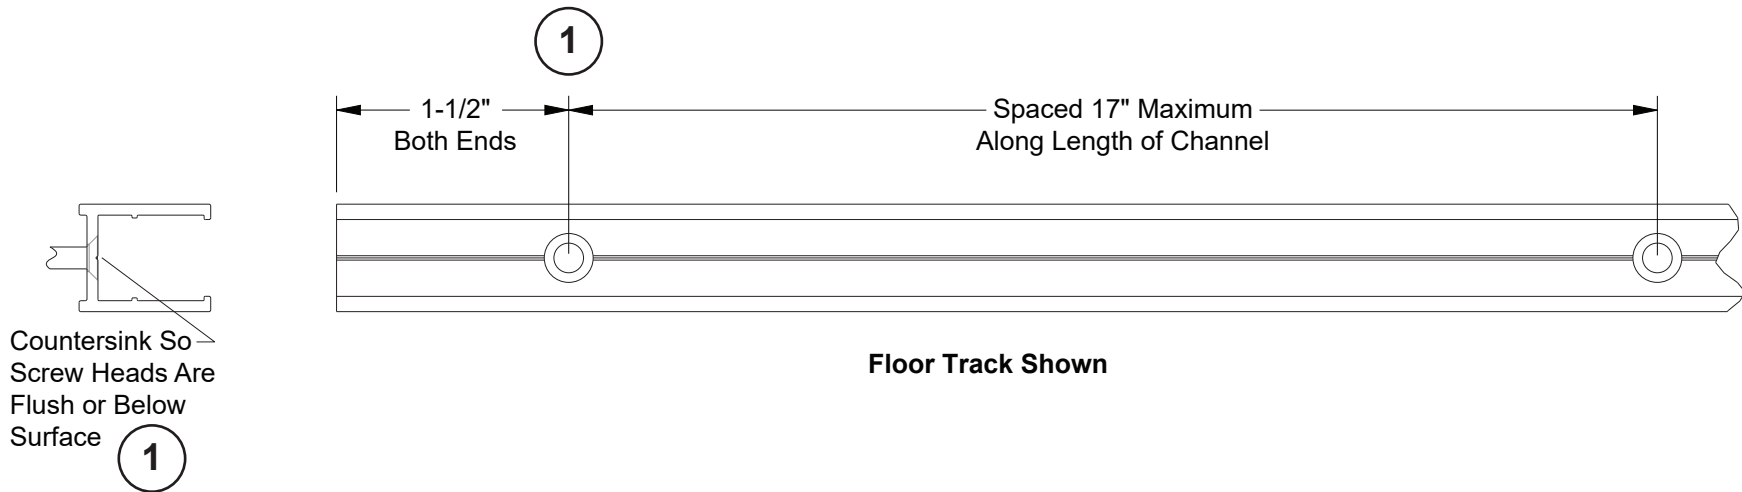 1
1-1/2"
Both Ends
Spaced 17" Maximum
Along Length of Channel
Countersink So
Screw Heads Are
Flush or Below
Surface
1
Floor Track Shown